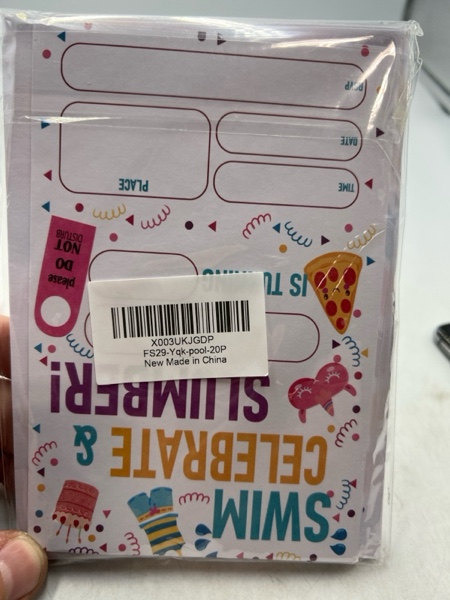 SWIM
CELEBRATE &
SLUMBER!
X003UKJGDP
FS29-Yqk-pool-20P
New Made in China
IS
please
DO
NOT
DISTURB
TIME
DATE
PLACE
RSVP